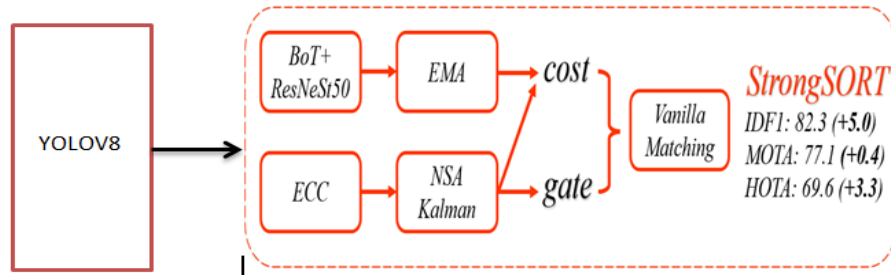 YOLOV8
BoT+
ResNeSt50
EMA
cost
ECC
NSA
Kalman
gate
Vanilla
Matching
StrongSORT
IDF1: 82.3 (+5.0)
MOTA: 77.1 (+0.4)
HOTA: 69.6 (+3.3)